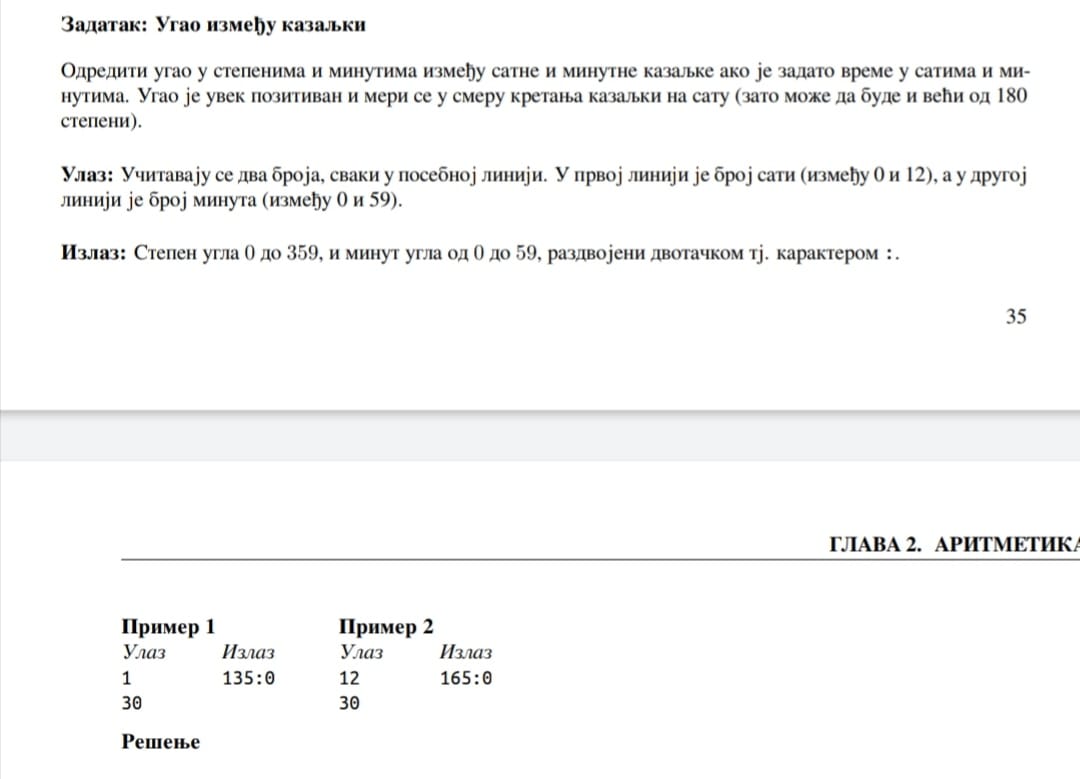 Задатак: Угао између казаљки
Одредити угао у степенима и минутима између сатне и минутне казаљке ако је задато време у сатима и ми-
нутима. Угао је увек позитиван и мери се у смеру кретања казаљки на сату (зато може да буде и већи од 180
степени).
Улаз: Учитавају се два броја, сваки у посебној линији. У првој линији је број сати (између 0 и 12), а у другој
линији је број минута (између 0 и 59).
Излаз: Степен угла 0 до 359, и минут угла од 0 до 59, раздвојени двотачком тј. карактером :.
35
ГЛАВА 2. АРИТМЕТИКА
Пример 1 Пример 2
Улаз Излаз Улаз Излаз
1 135:0 12 165:0
30 30
Решење